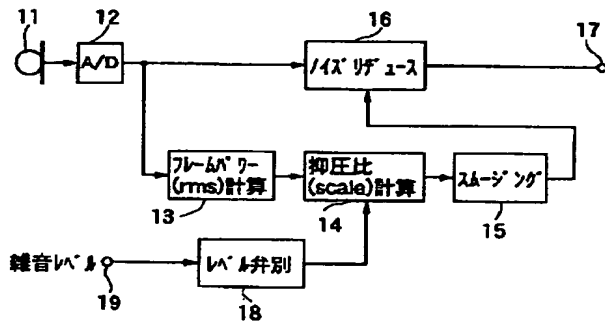 11
12
16
17
A/D
ノイズリデュース
フレームパワー
(rms)計算
抑圧比
(scale)計算
スムージング
13
14
15
雑音レベル
レベル弁別
19
18